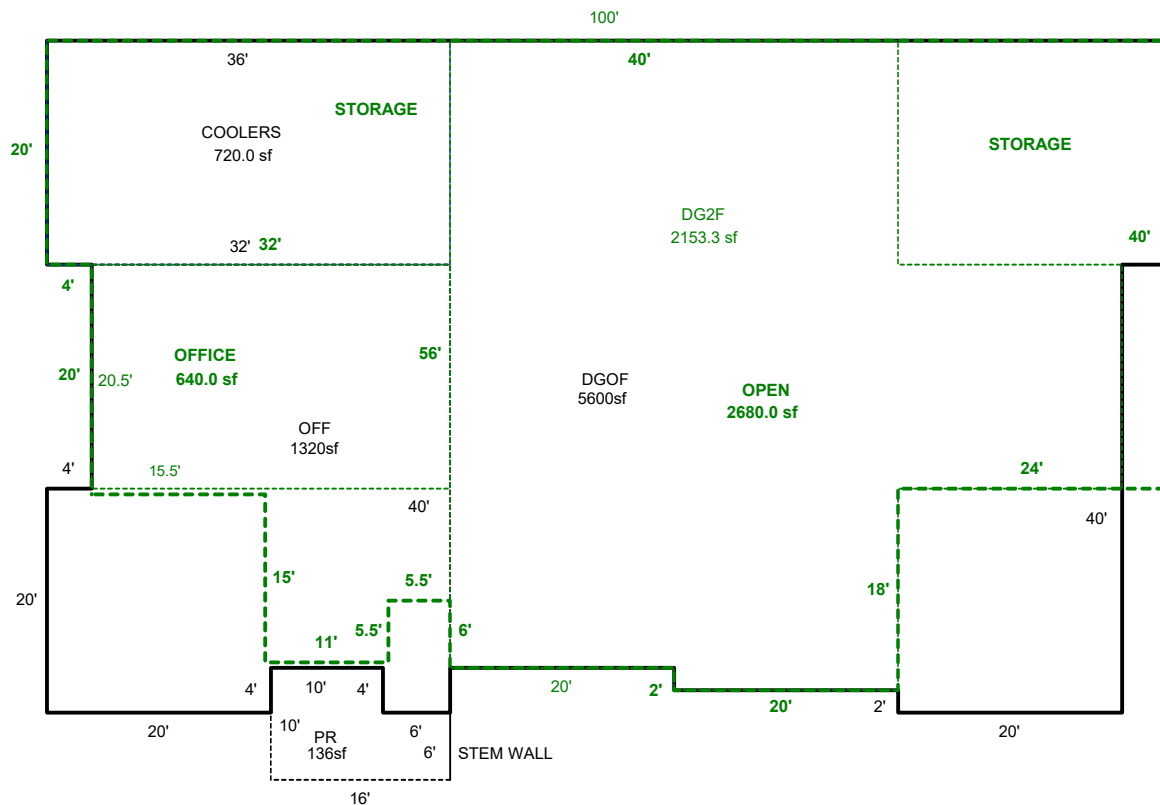 100'
36'
40'
STORAGE
COOLERS
720.0 sf
20'
STORAGE
DG2F
2153.3 sf
32' 32'
40'
4'
OFFICE
640.0 sf
56'
20'
20.5'
DGOF
5600sf
OPEN
2680.0 sf
OFF
1320sf
4'
15.5'
24'
40'
40'
15'
5.5'
18'
20'
5.5'
6'
11'
4'
10'
4'
20'
2'
20'
2'
20'
10'
PR
136sf
6'
6'
STEM WALL
20'
16'